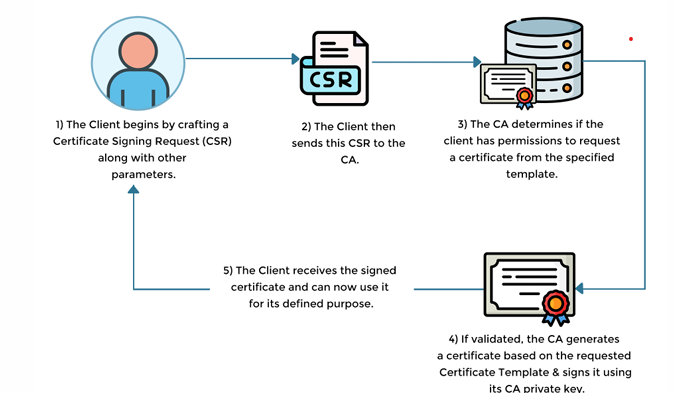 CSR
1) The Client begins by crafting a
Certificate Signing Request (CSR)
along with other
parameters.
2) The Client then
sends this CSR to the
CA.
3) The CA determines if the
client has permissions to request
a certificate from the specified
template.
4) If validated, the CA generates
a certificate based on the requested
Certificate Template & signs it using
its CA private key.
5) The Client receives the signed
certificate and can now use it
for its defined purpose.